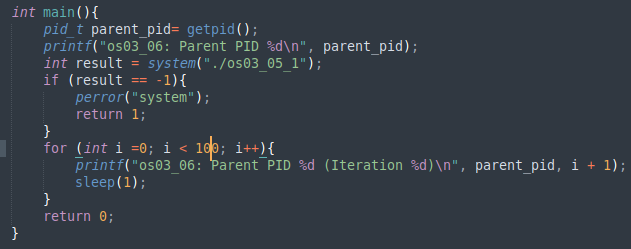 int main(){
pid_t parent_pid= getpid();
printf("os03_06: Parent PID %d\n", parent_pid);
int result = system("./os03_05_1");
if (result == -1){
perror("system");
return 1;
}
for (int i =0; i < 100; i++){
printf("os03_06: Parent PID %d (Iteration %d)\n", parent_pid, i + 1);
sleep(1);
}
return 0;
}